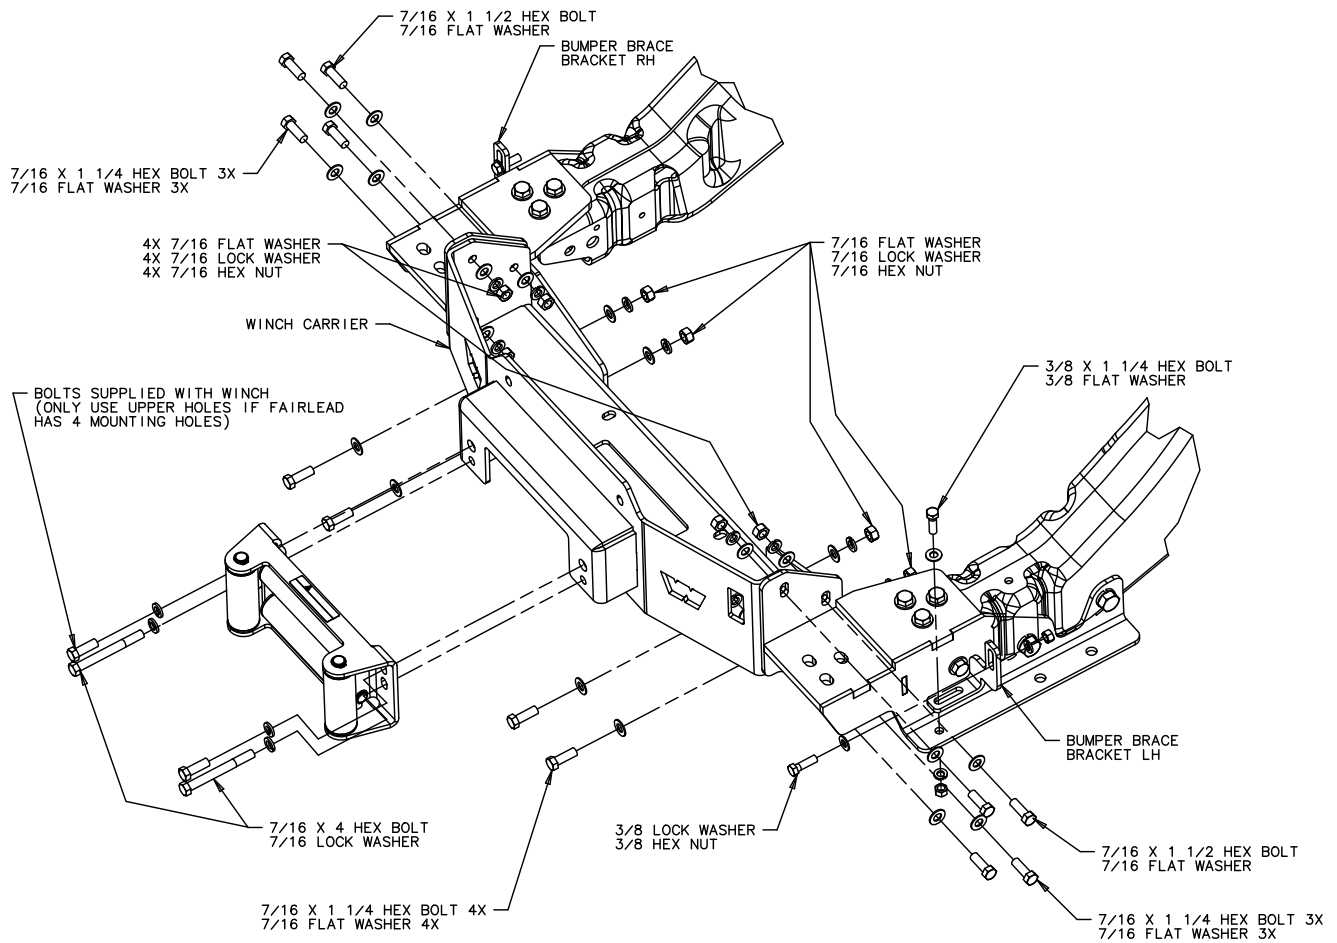 7/16 X 1 1/2 HEX BOLT
7/16 FLAT WASHER
BUMPER BRACE
BRACKET RH
7/16 X 1 1/4 HEX BOLT 3X
7/16 FLAT WASHER 3X
4X 7/16 FLAT WASHER
4X 7/16 LOCK WASHER
4X 7/16 HEX NUT
7/16 FLAT WASHER
7/16 LOCK WASHER
7/16 HEX NUT
WINCH CARRIER
3/8 X 1 1/4 HEX BOLT
3/8 FLAT WASHER
BOLTS SUPPLIED WITH WINCH
(ONLY USE UPPER HOLES IF FAIRLEAD
HAS 4 MOUNTING HOLES)
BUMPER BRACE
BRACKET LH
7/16 X 4 HEX BOLT
7/16 LOCK WASHER
3/8 LOCK WASHER
3/8 HEX NUT
7/16 X 1 1/2 HEX BOLT
7/16 FLAT WASHER
7/16 X 1 1/4 HEX BOLT 4X
7/16 FLAT WASHER 4X
7/16 X 1 1/4 HEX BOLT 3X
7/16 FLAT WASHER 3X